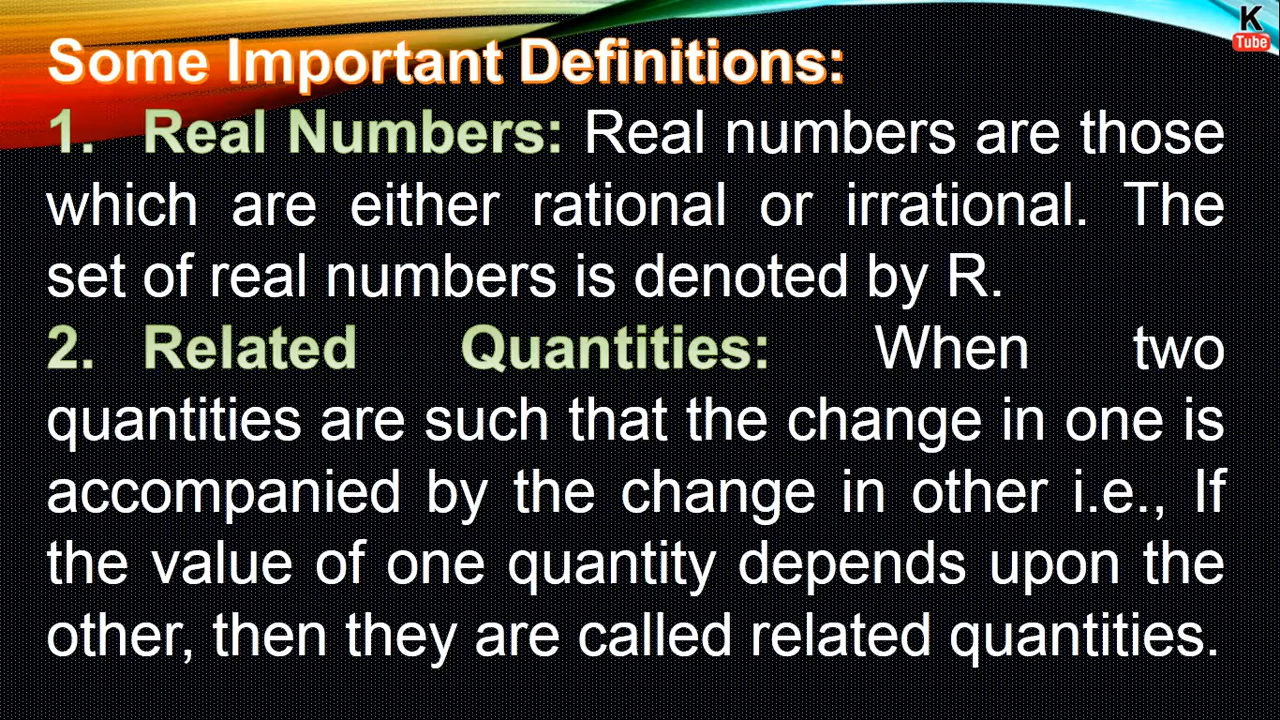 K
Tube
Some Important Definitions:
1. Real Numbers: Real numbers are those
which are either rational or irrational. The
set of real numbers is denoted by R.
2. Related Quantities: When two
quantities are such that the change in one is
accompanied by the change in other i.e., If
the value of one quantity depends upon the
other, then they are called related quantities.